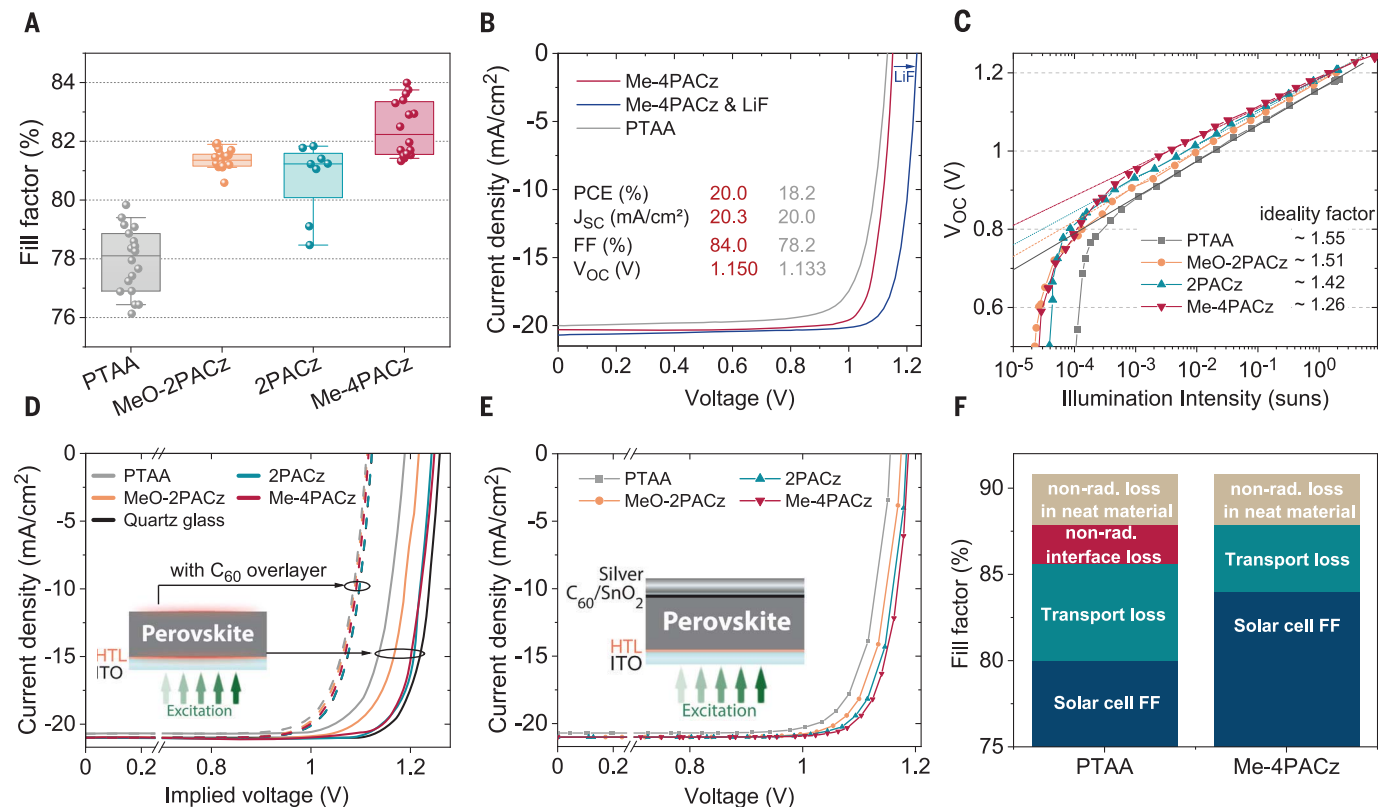 A
Fill factor (%)
84
82
80
78
76
PTAA
MeO-2PACz
2PACz
Me-4PACz
B
Current density (mA/cm²)
0
-5
-10
-15
-20
Me-4PACz
Me-4PACz & LiF
PTAA
LiF
PCE (%) 20.0 18.2
JSC (mA/cm²) 20.3 20.0
FF (%) 84.0 78.2
VOC (V) 1.150 1.133
0 0.2 0.4 0.6 0.8 1 1.2
Voltage (V)
C
VOC (V)
1.2
1.0
0.8
0.6
ideality factor
PTAA ~ 1.55
MeO-2PACz ~ 1.51
2PACz ~ 1.42
Me-4PACz ~ 1.26
10⁻⁵ 10⁻⁴ 10⁻³ 10⁻² 10⁻¹ 10⁰
Illumination Intensity (suns)
D
Current density (mA/cm²)
0
-5
-10
-15
-20
PTAA 2PACz
MeO-2PACz Me-4PACz
Quartz glass
with C₆₀ overlayer
Perovskite
HTL
ITO
Excitation
0 0.2 0.8 1 1.2
Implied voltage (V)
E
Current density (mA/cm²)
0
-5
-10
-15
-20
PTAA 2PACz
MeO-2PACz Me-4PACz
Silver
C₆₀/SnO₂
Perovskite
HTL
ITO
Excitation
0 0.2 0.8 1 1.2
Voltage (V)
F
Fill factor (%)
90
85
80
75
non-rad. loss
in neat material
non-rad.
interface loss
Transport loss
Solar cell FF
non-rad. loss
in neat material
Transport loss
Solar cell FF
PTAA Me-4PACz